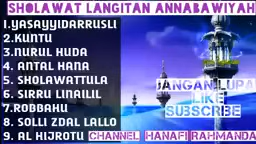 SHOLAWAT LANGITAN ANNABAWIYAH
1.YASAYYIDARRUSLI
2.KUNTU
3.NURUL HUDA
4. ANTAL HANA
5. SHOLAWATTULA
6. SIRRU LINAILIL
7.ROBBAHU
8. SOLLI ZDAL LALLO
9. AL HIJROTU
JANGAN LUPA
LIKE
SUBSCRIBE
CHANNEL HANAFI RAHMANDA